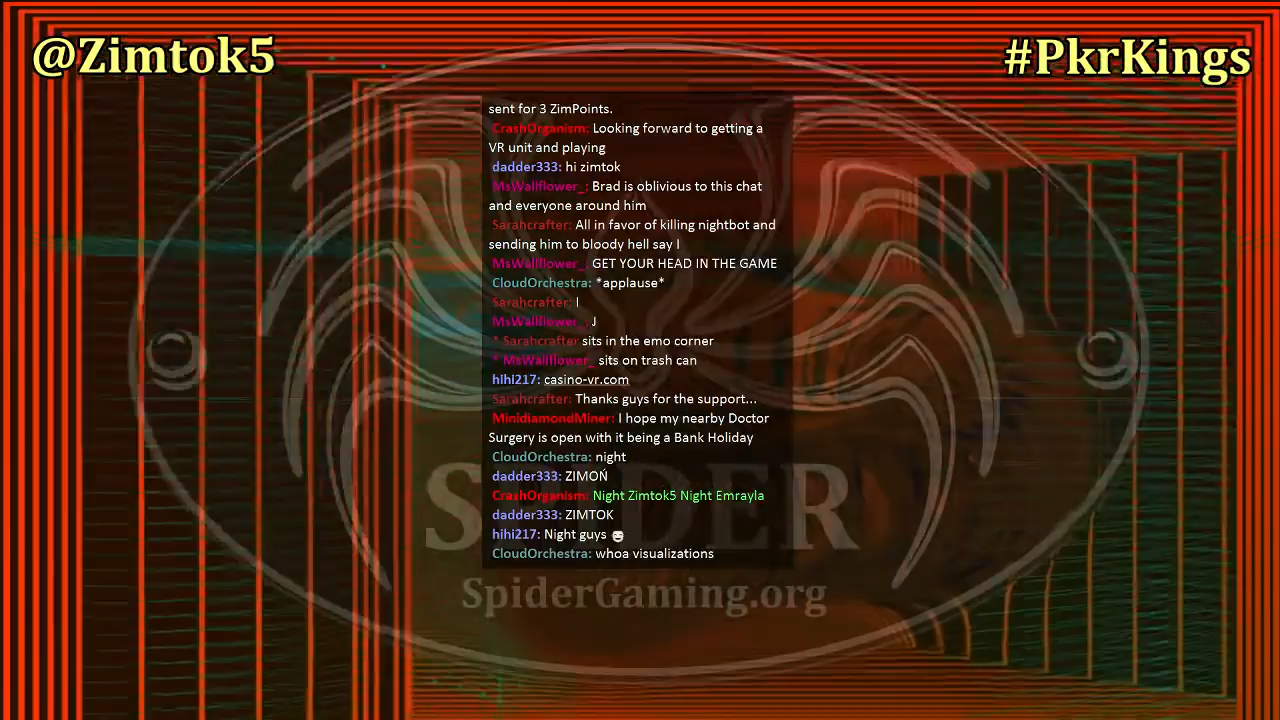 @Zimtok5
#PkrKings
sent for 3 ZimPoints.
CrashOrganism: Looking forward to getting a
VR unit and playing
dadder333: hi zimtok
MsWallflower_: Brad is oblivious to this chat
and everyone around him
Sarahcrafter: All in favor of killing nightbot and
sending him to bloody hell say I
MsWallflower_: GET YOUR HEAD IN THE GAME
CloudOrchestra: *applause*
Sarahcrafter: I
MsWallflower_: J
* Sarahcrafter sits in the emo corner
* MsWallflower_ sits on trash can
hihi217: casino-vr.com
Sarahcrafter: Thanks guys for the support...
MinidiamondMiner: I hope my nearby Doctor
Surgery is open with it being a Bank Holiday
CloudOrchestra: night
dadder333: ZIMOŃ
CrashOrganism: Night Zimtok5 Night Emrayla
dadder333: ZIMTOK
hihi217: Night guys
CloudOrchestra: whoa visualizations
SPIDER
SpiderGaming.org